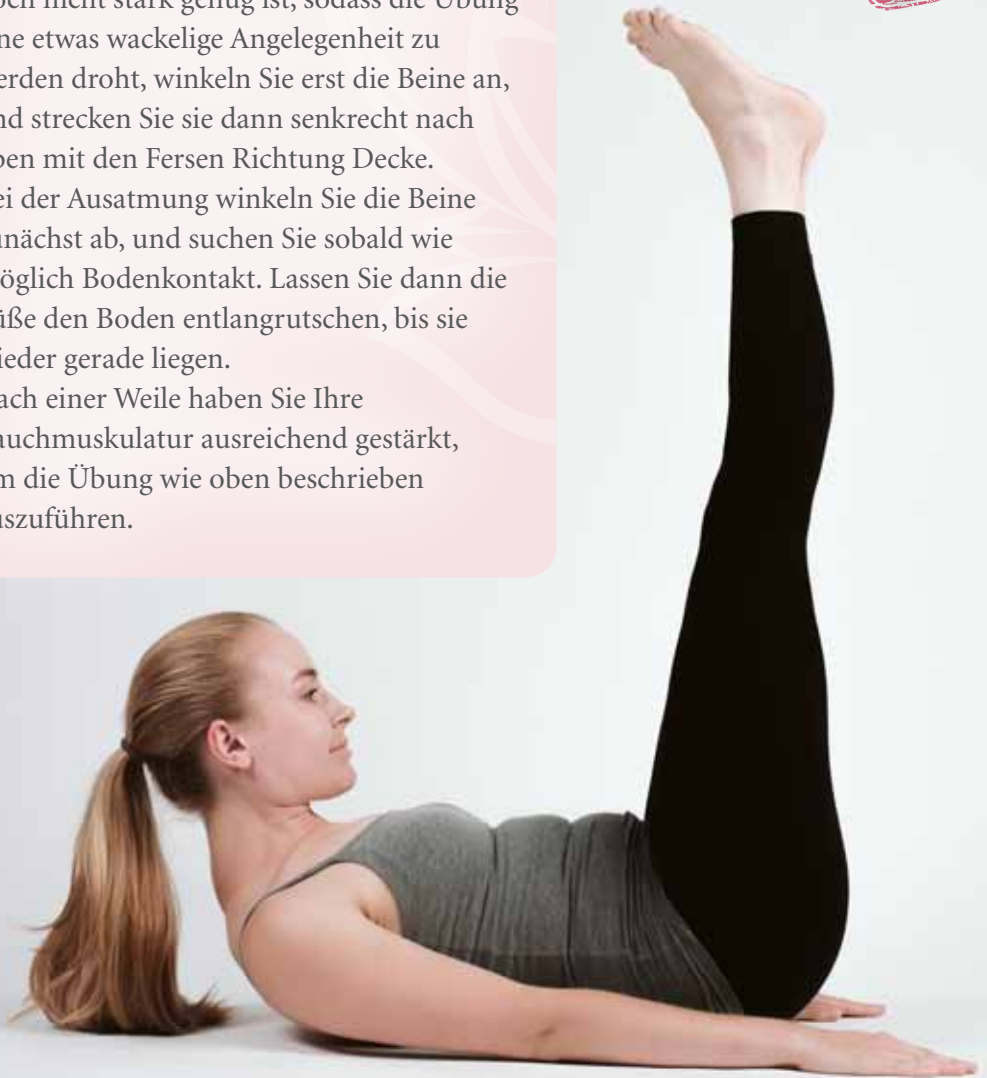 ben nicht stark genug ist, sodass die Übung
ne etwas wackelige Angelegenheit zu
erden droht, winkeln Sie erst die Beine an,
nd strecken Sie sie dann senkrecht nach
ben mit den Fersen Richtung Decke.
ei der Ausatmung winkeln Sie die Beine
unächst ab, und suchen Sie sobald wie
öglich Bodenkontakt. Lassen Sie dann die
üße den Boden entlangrutschen, bis sie
ieder gerade liegen.
ach einer Weile haben Sie Ihre
auchmuskulatur ausreichend gestärkt,
m die Übung wie oben beschrieben
uszuführen.